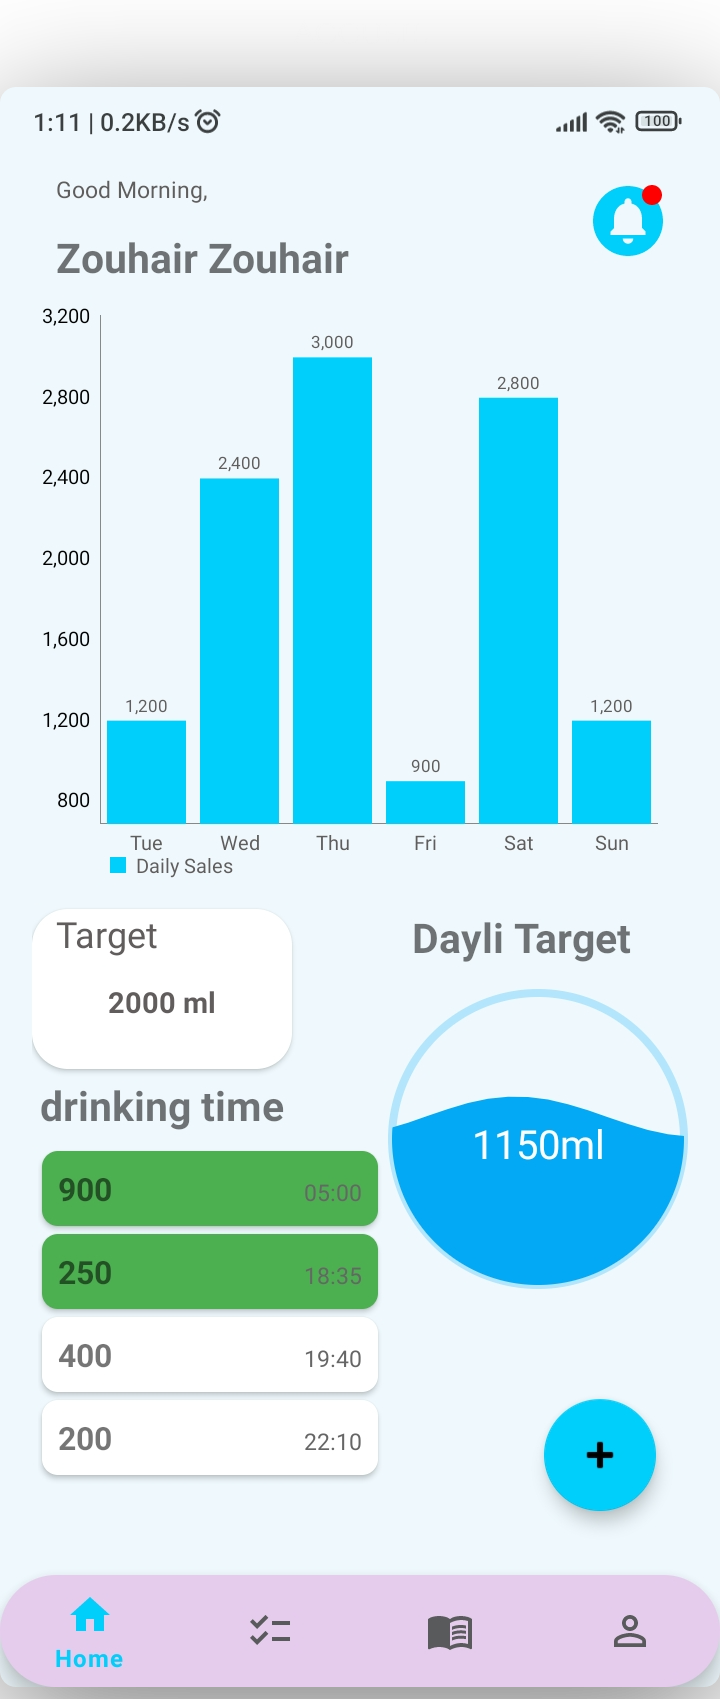 1:11 | 0.2KB/s
100
Good Morning,
Zouhair Zouhair
3,200
2,800
2,400
2,000
1,600
1,200
800
1,200
2,400
3,000
900
2,800
1,200
Tue Wed Thu Fri Sat Sun
Daily Sales
Target
2000 ml
Dayli Target
1150ml
drinking time
900 05:00
250 18:35
400 19:40
200 22:10
Home